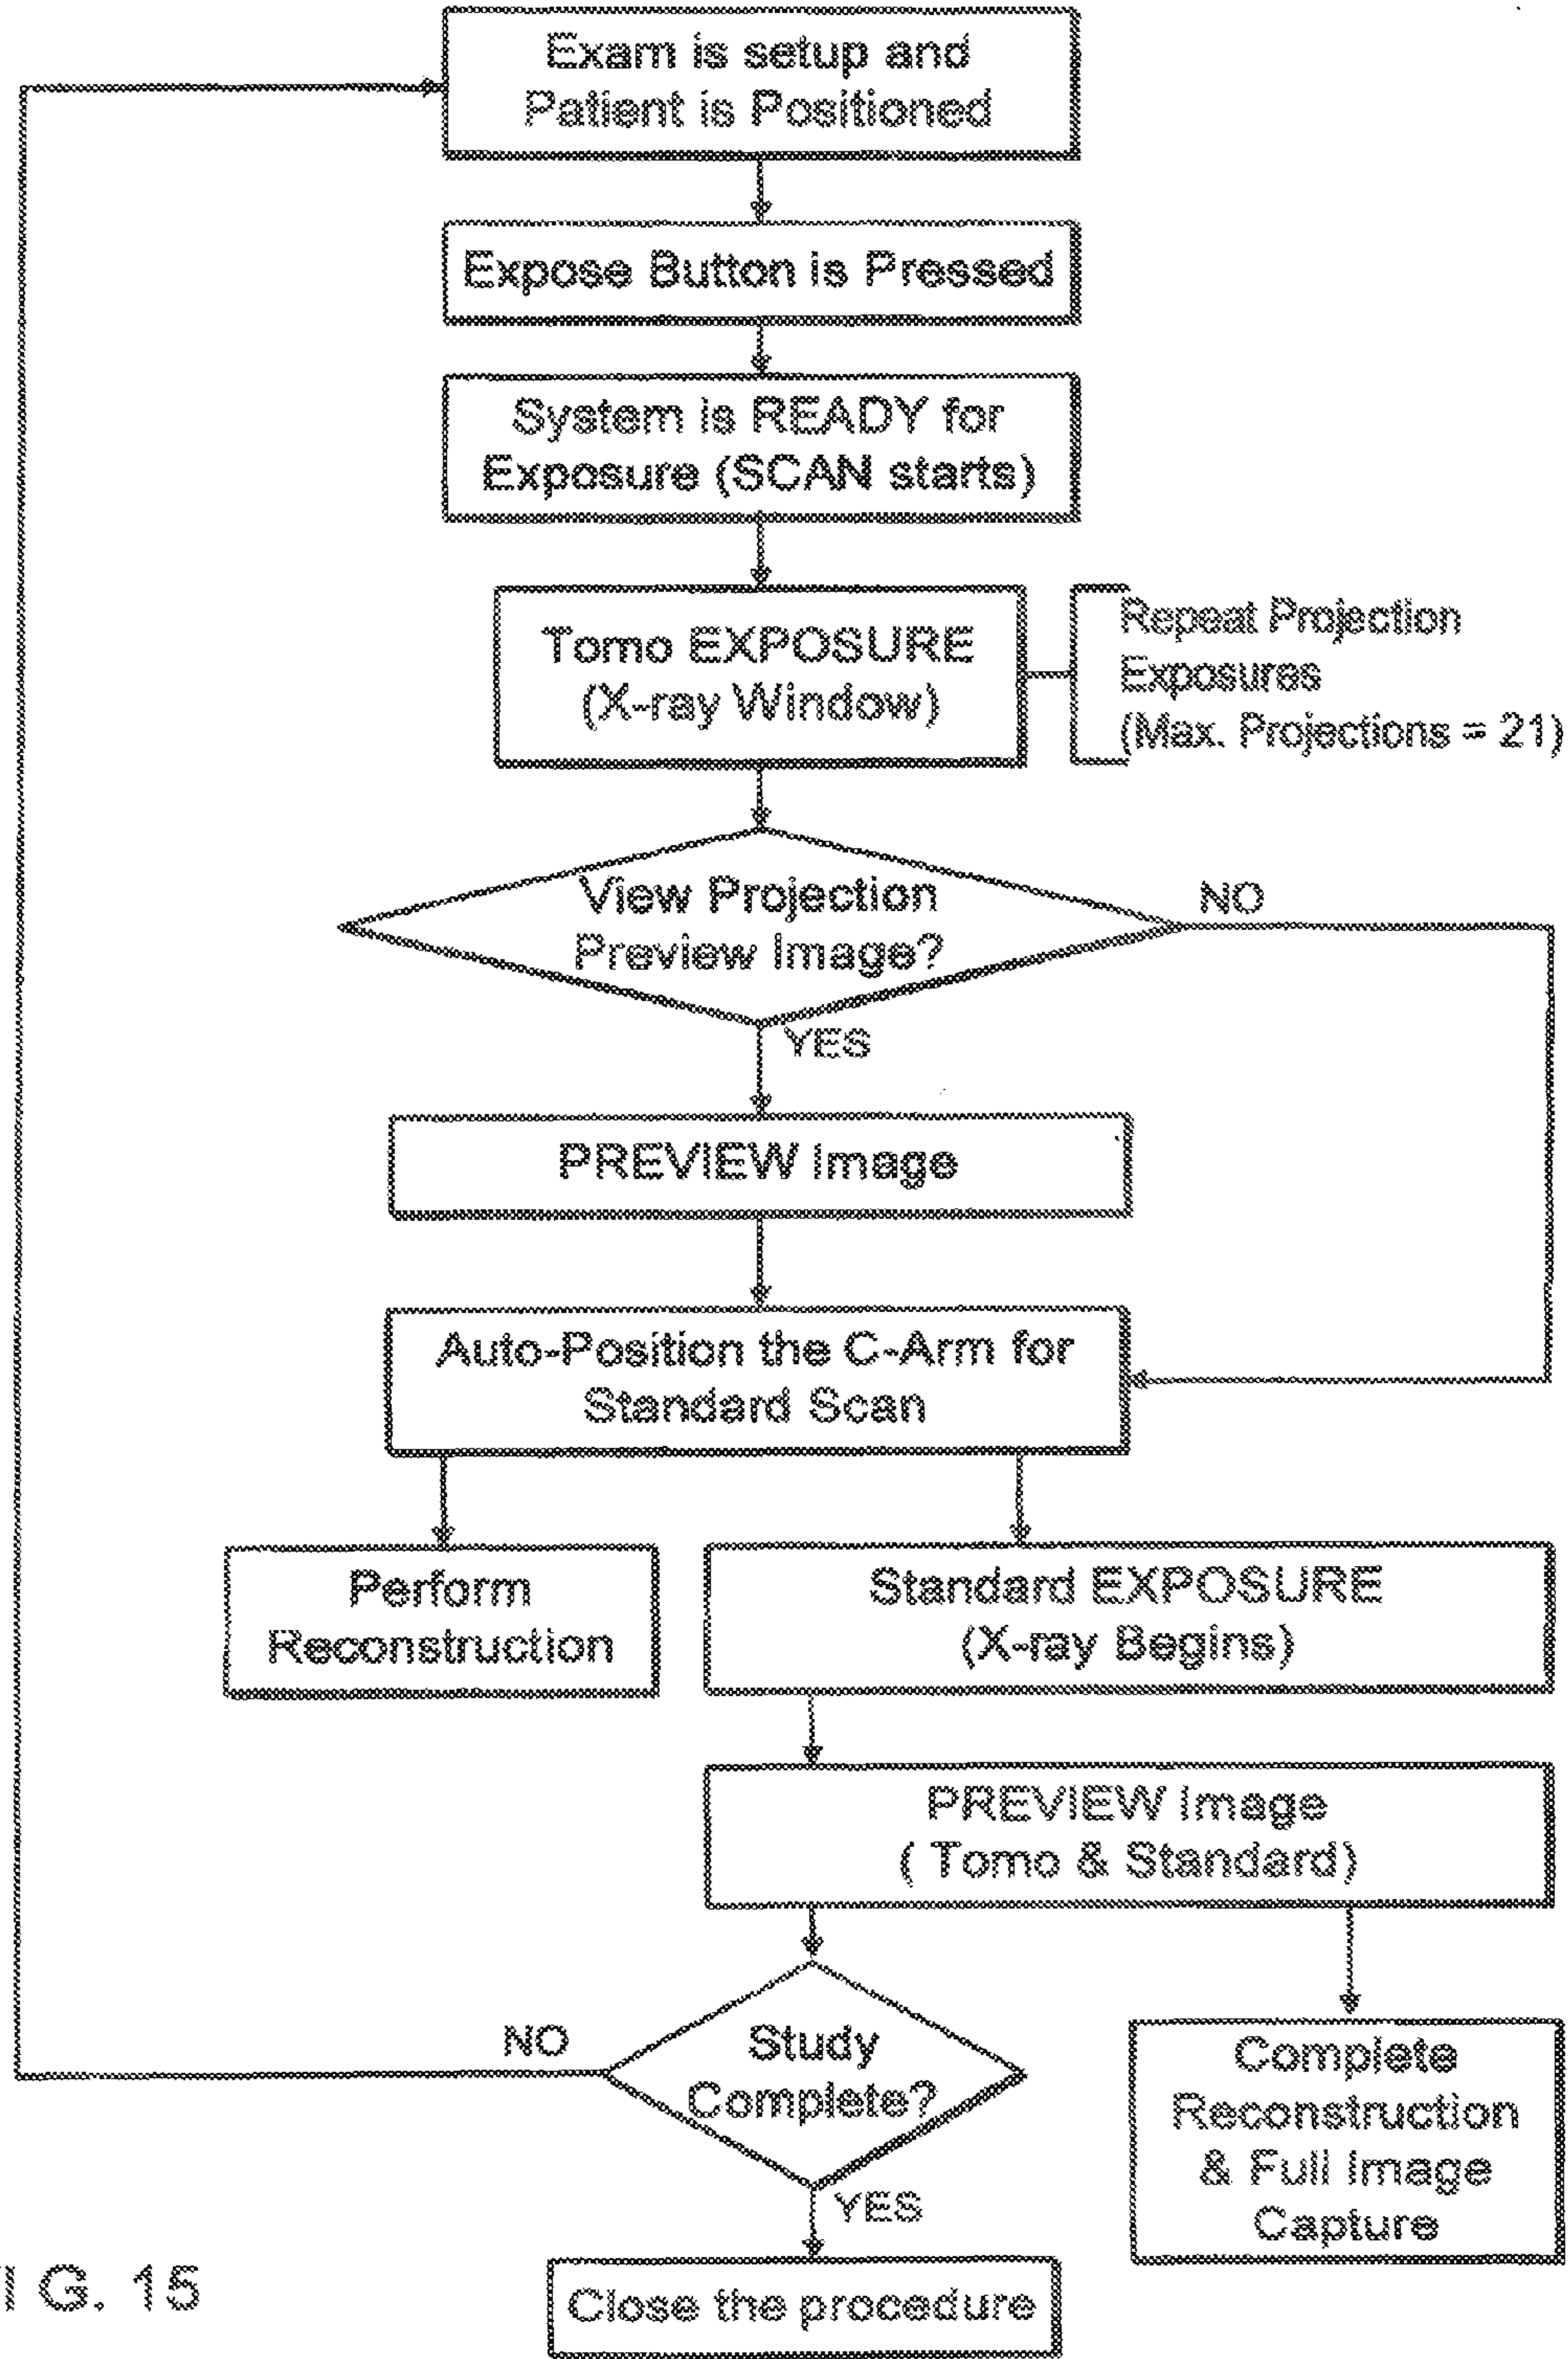 Exam is setup and
Patient is Positioned
Expose Button is Pressed
System is READY for
Exposure (SCAN starts)
Tomo EXPOSURE
(X-ray Window)
Repeat Projection
Exposures
(Max. Projections = 21)
View Projection
Preview Image?
NO
YES
PREVIEW Image
Auto-Position the C-Arm for
Standard Scan
Perform
Reconstruction
Standard EXPOSURE
(X-ray Begins)
PREVIEW Image
( Tomo & Standard)
NO
Study
Complete?
YES
Complete
Reconstruction
& Full Image
Capture
Close the procedure
I G. 15